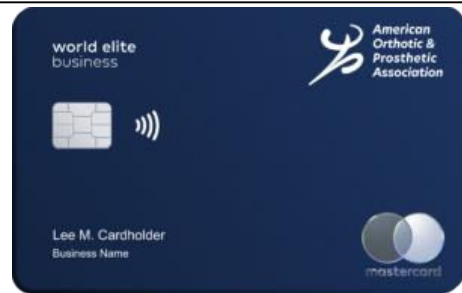 world elite
business
American
Orthotic &
Prosthetic
Association
Lee M. Cardholder
Business Name
mastercard